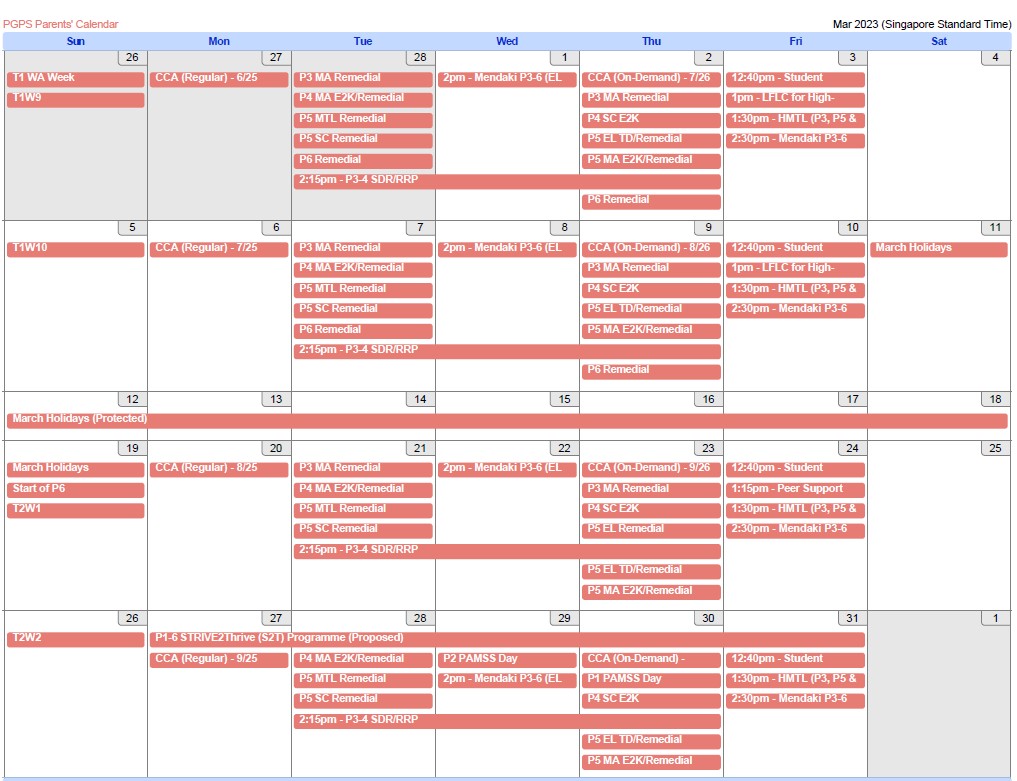 PGPS Parents' Calendar
Mar 2023 (Singapore Standard Time)
Sun Mon Tue Wed Thu Fri Sat
26 27 28 1 2 3 4
T1 WA Week CCA (Regular) - 6/25 P3 MA Remedial 2pm - Mendaki P3-6 (EL CCA (On-Demand) - 7/26 12:40pm - Student
T1W9 P4 MA E2K/Remedial P3 MA Remedial 1pm - LFLC for High-
P5 MTL Remedial P4 SC E2K 1:30pm - HMTL (P3, P5 &
P5 SC Remedial P5 EL TD/Remedial 2:30pm - Mendaki P3-6
P6 Remedial P5 MA E2K/Remedial
2:15pm - P3-4 SDR/RRP
P6 Remedial
5 6 7 8 9 10 11
T1W10 CCA (Regular) - 7/25 P3 MA Remedial 2pm - Mendaki P3-6 (EL CCA (On-Demand) - 8/26 12:40pm - Student March Holidays
P4 MA E2K/Remedial P3 MA Remedial 1pm - LFLC for High-
P5 MTL Remedial P4 SC E2K 1:30pm - HMTL (P3, P5 &
P5 SC Remedial P5 EL TD/Remedial 2:30pm - Mendaki P3-6
P6 Remedial P5 MA E2K/Remedial
2:15pm - P3-4 SDR/RRP
P6 Remedial
12 13 14 15 16 17 18
March Holidays (Protected)
19 20 21 22 23 24 25
March Holidays CCA (Regular) - 8/25 P3 MA Remedial 2pm - Mendaki P3-6 (EL CCA (On-Demand) - 9/26 12:40pm - Student
Start of P6 P4 MA E2K/Remedial P3 MA Remedial 1:15pm - Peer Support
T2W1 P5 MTL Remedial P4 SC E2K 1:30pm - HMTL (P3, P5 &
P5 SC Remedial P5 EL Remedial 2:30pm - Mendaki P3-6
2:15pm - P3-4 SDR/RRP
P5 EL TD/Remedial
P5 MA E2K/Remedial
26 27 28 29 30 31 1
T2W2 P1-6 STRIVE2Thrive (S2T) Programme (Proposed)
CCA (Regular) - 9/25 P4 MA E2K/Remedial P2 PAMSS Day CCA (On-Demand) - 12:40pm - Student
P5 MTL Remedial 2pm - Mendaki P3-6 (EL P1 PAMSS Day 1:30pm - HMTL (P3, P5 &
P5 SC Remedial P4 SC E2K 2:30pm - Mendaki P3-6
2:15pm - P3-4 SDR/RRP
P5 EL TD/Remedial
P5 MA E2K/Remedial